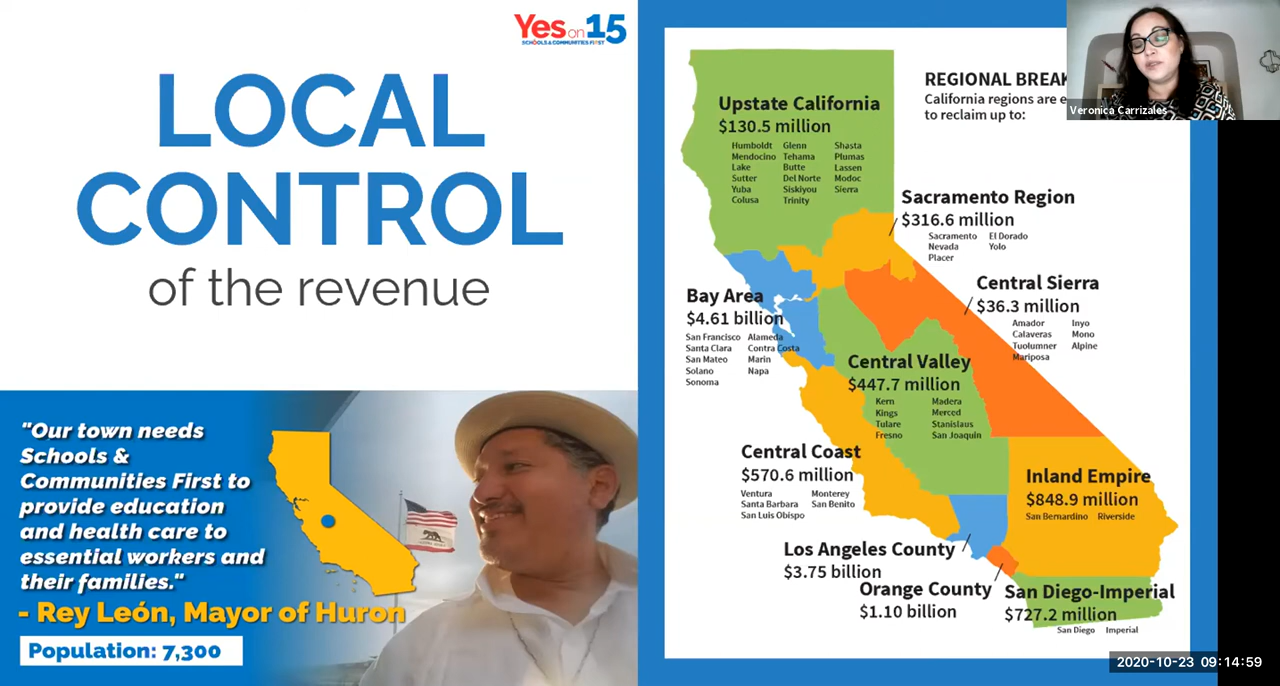 Yes on 15
SCHOOLS & COMMUNITIES FIRST
LOCAL
CONTROL
of the revenue
"Our town needs
Schools &
Communities First to
provide education
and health care to
essential workers and
their families."
- Rey León, Mayor of Huron
Population: 7,300
REGIONAL BREAK
California regions are e
to reclaim up to:
Veronica Carrizales
Upstate California
$130.5 million
Humboldt Glenn Shasta
Mendocino Tehama Plumas
Lake Butte Lassen
Sutter Del Norte Modoc
Yuba Siskiyou Sierra
Colusa Trinity
Sacramento Region
$316.6 million
Sacramento El Dorado
Nevada Yolo
Placer
Central Sierra
$36.3 million
Amador Inyo
Calaveras Mono
Tuolumner Alpine
Mariposa
Bay Area
$4.61 billion
San Francisco Alameda
Santa Clara Contra Costa
San Mateo Marin
Solano Napa
Sonoma
Central Valley
$447.7 million
Kern Madera
Kings Merced
Tulare Stanislaus
Fresno San Joaquin
Central Coast
$570.6 million
Ventura Monterey
Santa Barbara San Benito
San Luis Obispo
Inland Empire
$848.9 million
San Bernardino Riverside
Los Angeles County
$3.75 billion
Orange County
$1.10 billion
San Diego-Imperial
$727.2 million
San Diego Imperial
2020-10-23 09:14:59